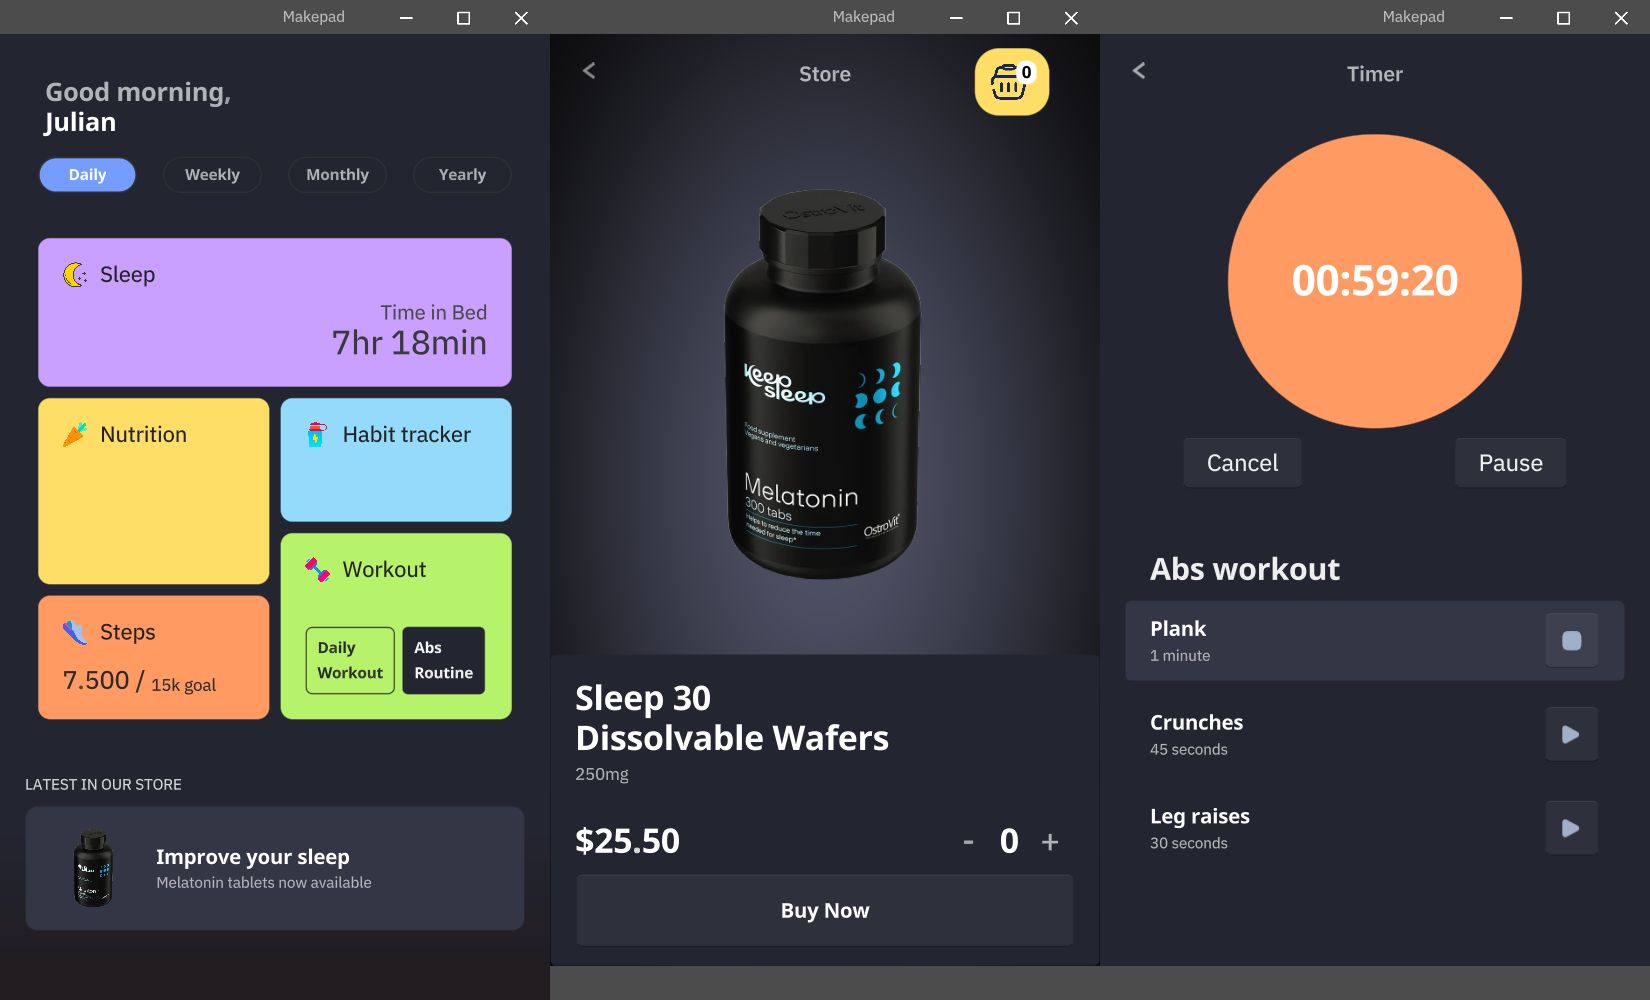 Makepad
Good morning,
Julian
Daily
Weekly
Monthly
Yearly
Sleep
Time in Bed
7hr 18min
Nutrition
Habit tracker
Steps
7.500 / 15k goal
Workout
Daily
Workout
Abs
Routine
LATEST IN OUR STORE
Improve your sleep
Melatonin tablets now available
Makepad
Store
0
OstroVit
Keep
sleep
Food supplement
Vegans and vegetarians
Melatonin
300 tabs
Helps to reduce the time
needed for sleep*
OstroVit
Sleep 30
Dissolvable Wafers
250mg
$25.50
- 0 +
Buy Now
Makepad
Timer
00:59:20
Cancel
Pause
Abs workout
Plank
1 minute
Crunches
45 seconds
Leg raises
30 seconds